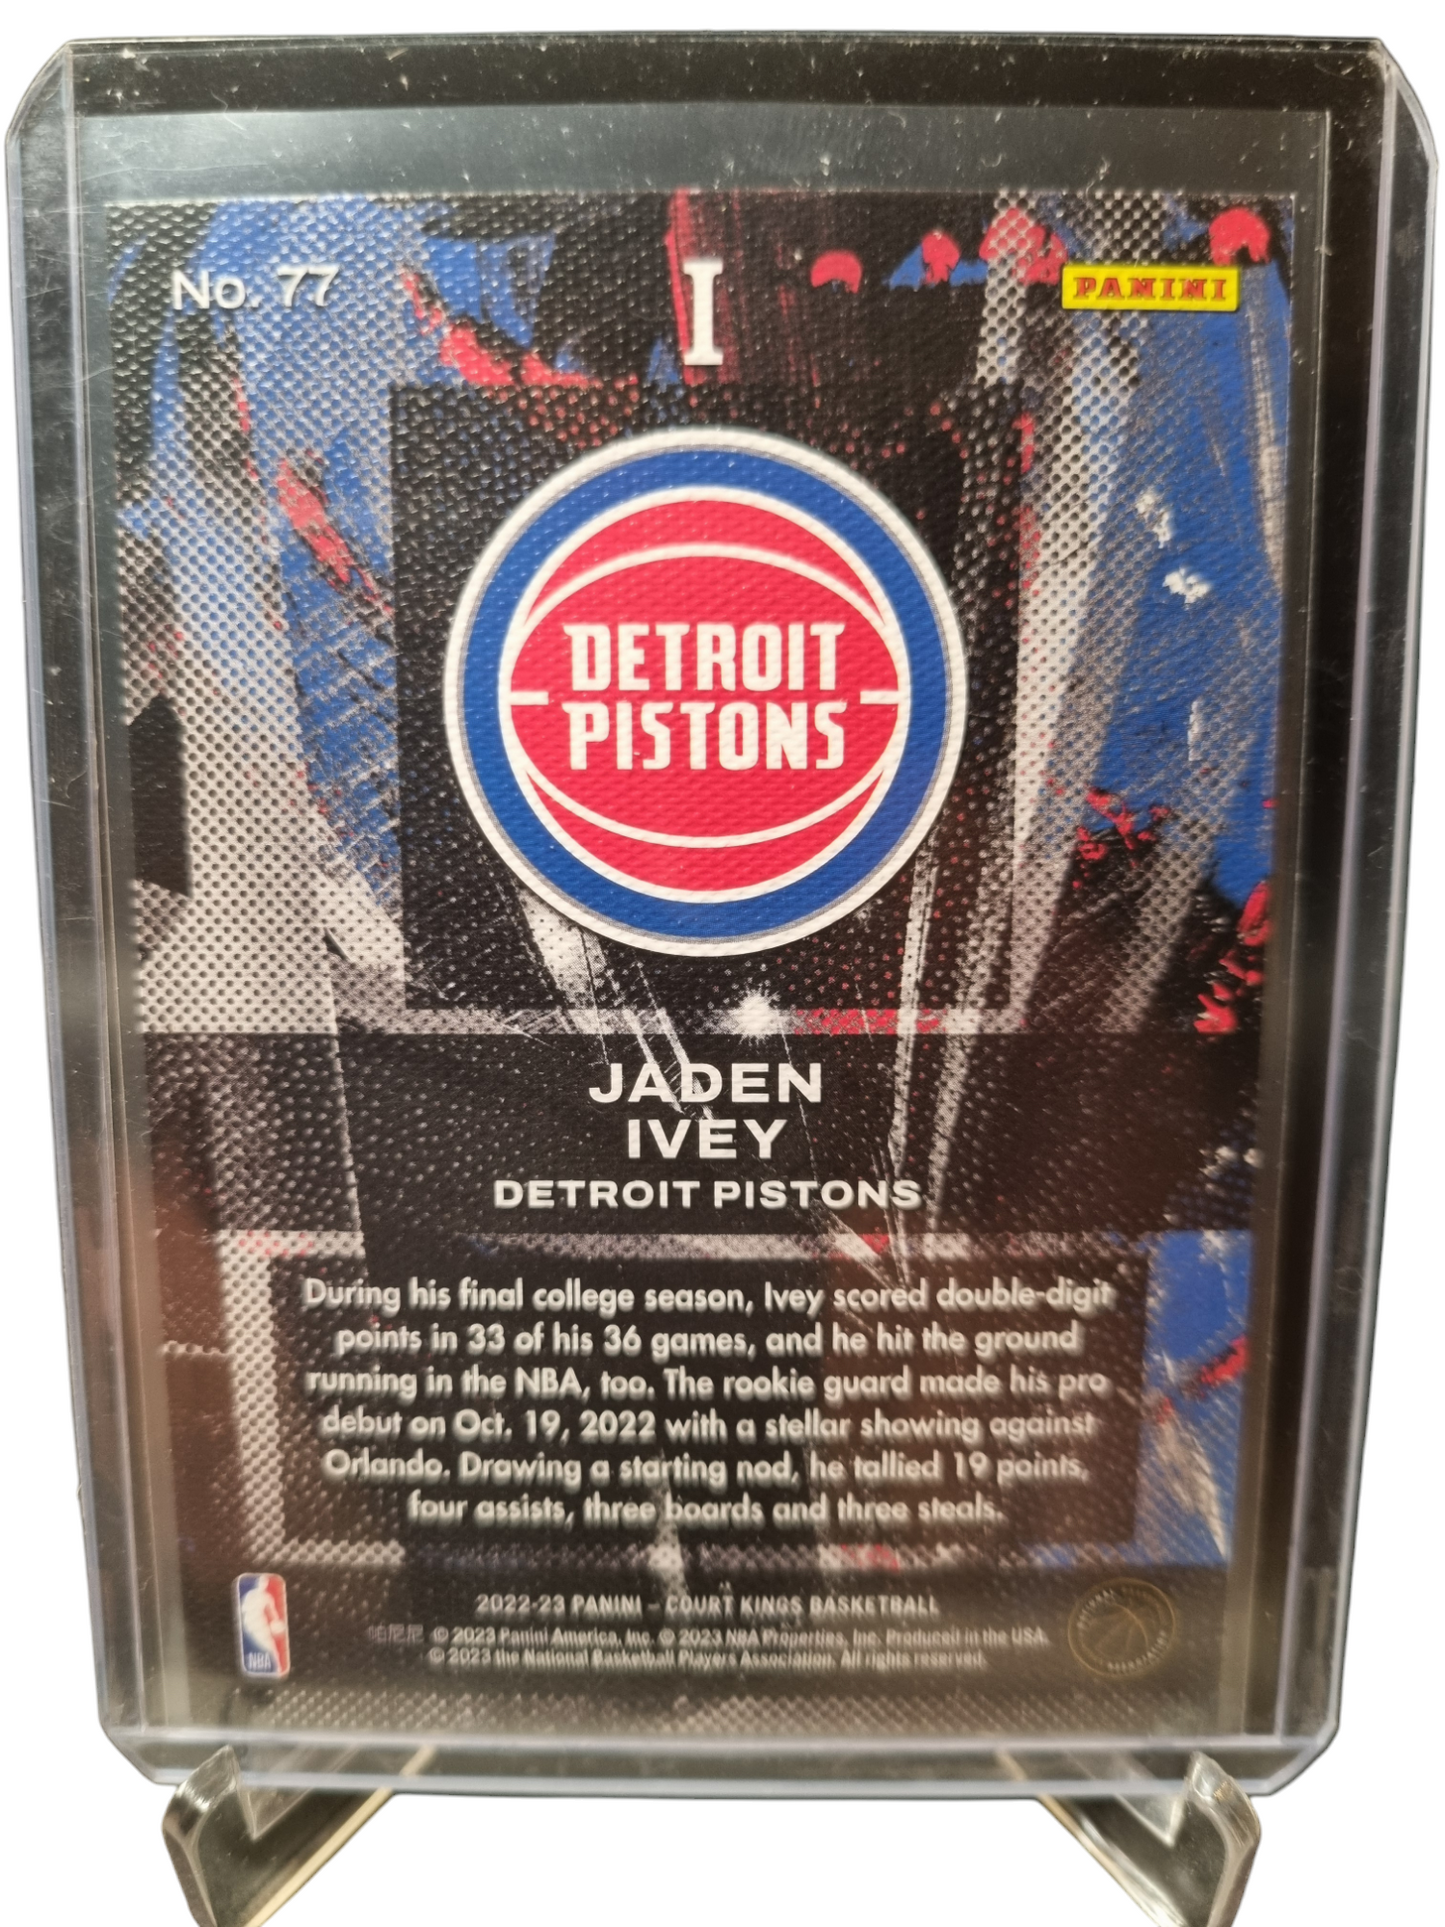 No. 77
I
PANINI
DETROIT
PISTONS
JADEN
IVEY
DETROIT PISTONS
During his final college season, Ivey scored double-digit
points in 33 of his 36 games, and he hit the ground
running in the NBA, too. The rookie guard made his pro
debut on Oct. 19, 2022 with a stellar showing against
Orlando. Drawing a starting nod, he tallied 19 points,
four assists, three boards and three steals.
2022-23 PANINI – COURT KINGS BASKETBALL
帕尼尼 © 2023 Panini America, Inc. © 2023 NBA Properties, Inc. Produced in the USA.
© 2023 the National Basketball Players Association. All rights reserved.
NBA